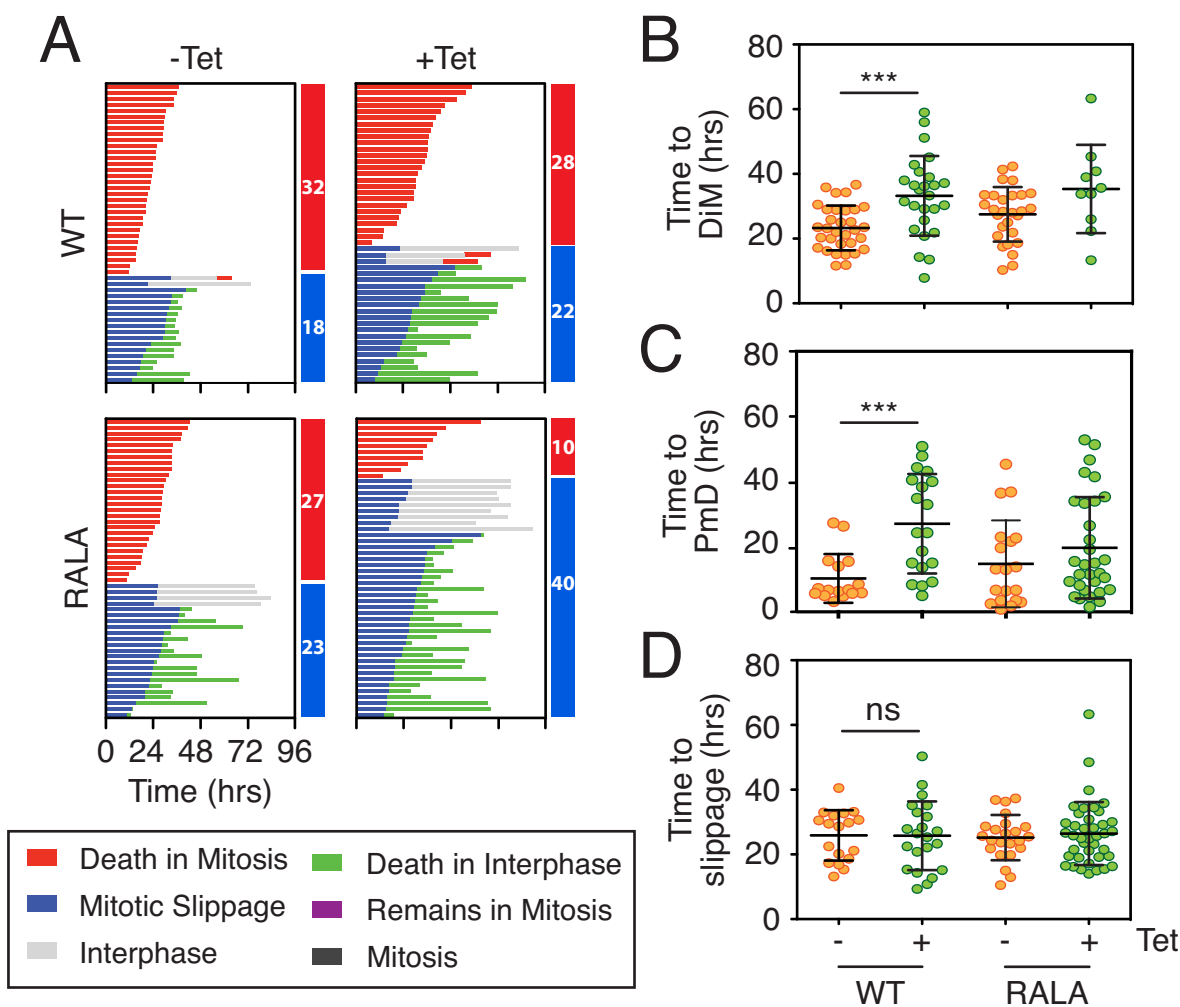 A
-Tet
+Tet
WT
32
18
28
22
RALA
27
23
10
40
0 24 48 72 96
Time (hrs)
Death in Mitosis
Death in Interphase
Mitotic Slippage
Remains in Mitosis
Interphase
Mitosis
B
Time to
DiM (hrs)
80
60
40
20
0
***
C
Time to
PmD (hrs)
80
60
40
20
0
***
D
Time to
slippage (hrs)
80
60
40
20
0
ns
- + - + Tet
WT RALA